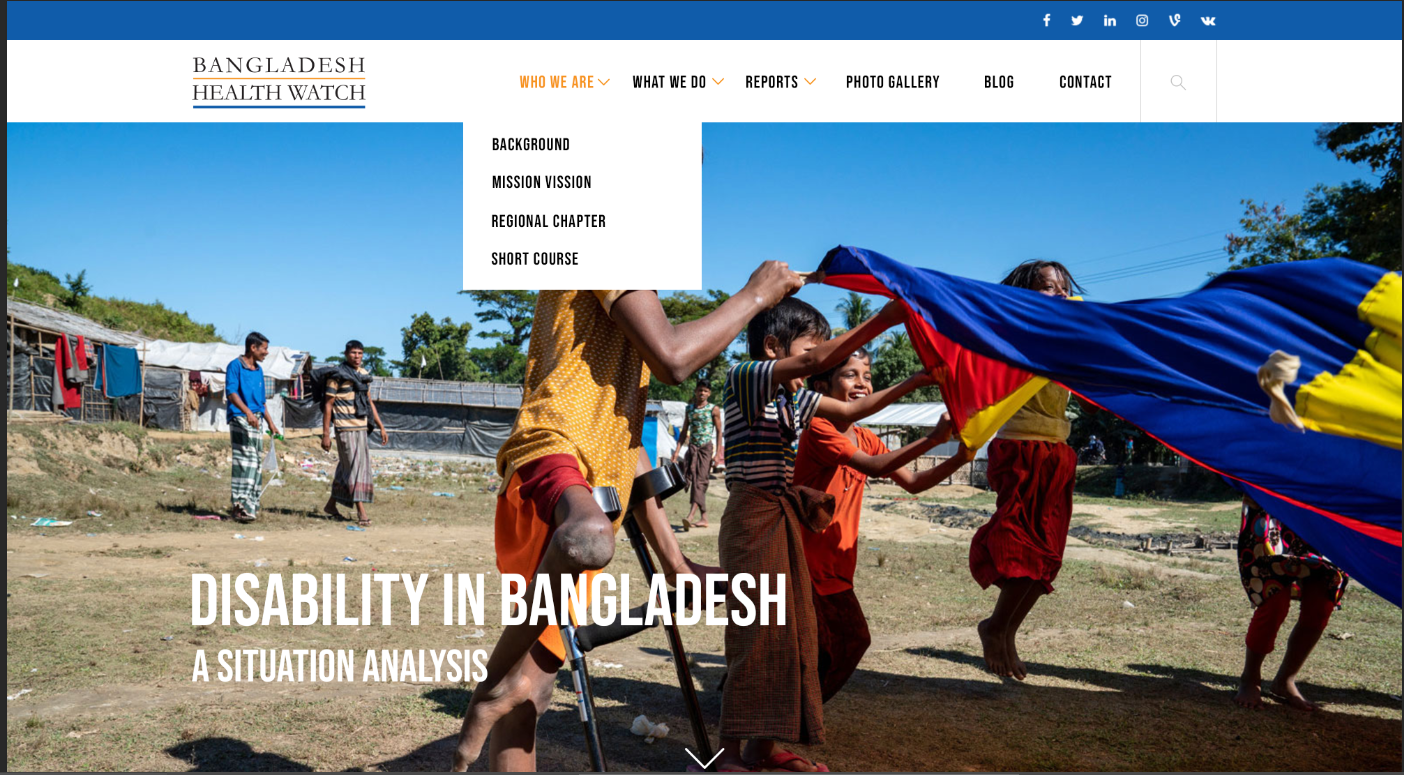 BANGLADESH
HEALTH WATCH
WHO WE ARE WHAT WE DO REPORTS PHOTO GALLERY BLOG CONTACT
BACKGROUND
MISSION VISSION
REGIONAL CHAPTER
SHORT COURSE
DISABILITY IN BANGLADESH
A SITUATION ANALYSIS